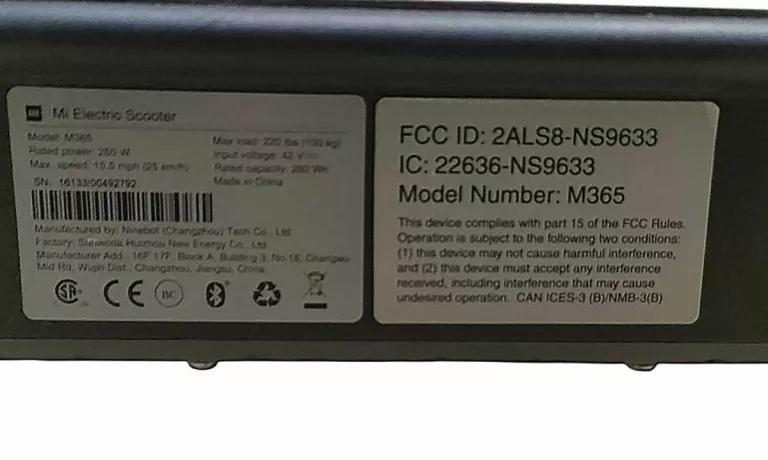 Mi Electric Scooter
Model: M365
Rated power: 250 W
Max. speed: 15.5 mph (25 km/h)
SN: 16133/00492792
Max load: 220 lbs (100 kg)
Input voltage: 42 V
Rated capacity: 280 Wh
Made in China
Manufactured by: Ninebot (Changzhou) Tech Co., Ltd.
Factory: Sunwoda Huizhou New Energy Co., Ltd.
Manufacturer Add.: 16F-17F, Block A, Building 3, No.18, Changwu
Mid Rd, Wujin Dist., Changzhou, Jiangsu, China.
CE
BC
FCC ID: 2ALS8-NS9633
IC: 22636-NS9633
Model Number: M365
This device complies with part 15 of the FCC Rules.
Operation is subject to the following two conditions:
(1) this device may not cause harmful interference,
and (2) this device must accept any interference
received, including interference that may cause
undesired operation. CAN ICES-3 (B)/NMB-3(B)